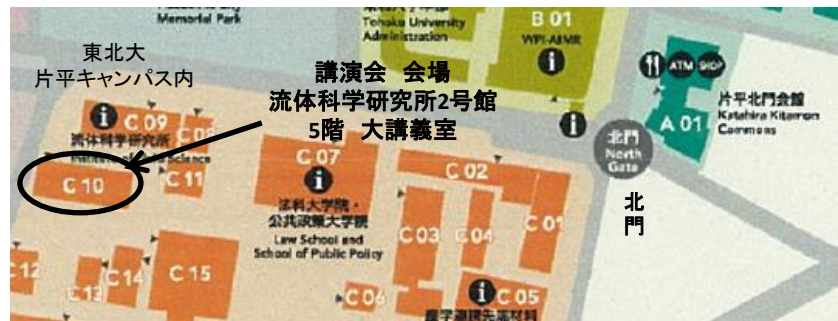 Memorial Park
Tohoku University
Administration
B 01
WPI-AIMR
東北大
片平キャンパス内
講演会 会場
流体科学研究所2号館
5階 大講義室
ATM
SHOP
片平北門会館
Katahira Kitamon
Commons
A 01
北門
North
Gate
北
門
C 09
流体科学研究所
Science
C 08
C 10
C 11
C 07
法科大学院・
公共政策大学院
Law School and
School of Public Policy
C 02
C 03
C 04
C 01
C 12
C 13
C 14
C 15
C 06
C 05